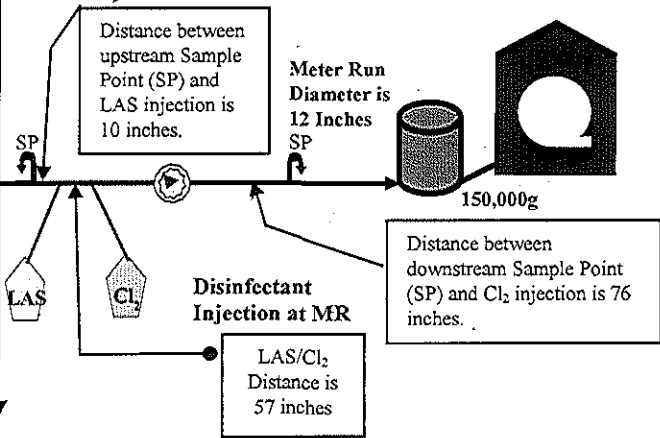 Distance between
upstream Sample
Point (SP) and
LAS injection is
10 inches.
Meter Run
Diameter is
12 Inches
SP
SP
150,000g
Distance between
downstream Sample Point
(SP) and Cl₂ injection is 76
inches.
LAS
Cl₂
Disinfectant
Injection at MR
LAS/Cl₂
Distance is
57 inches